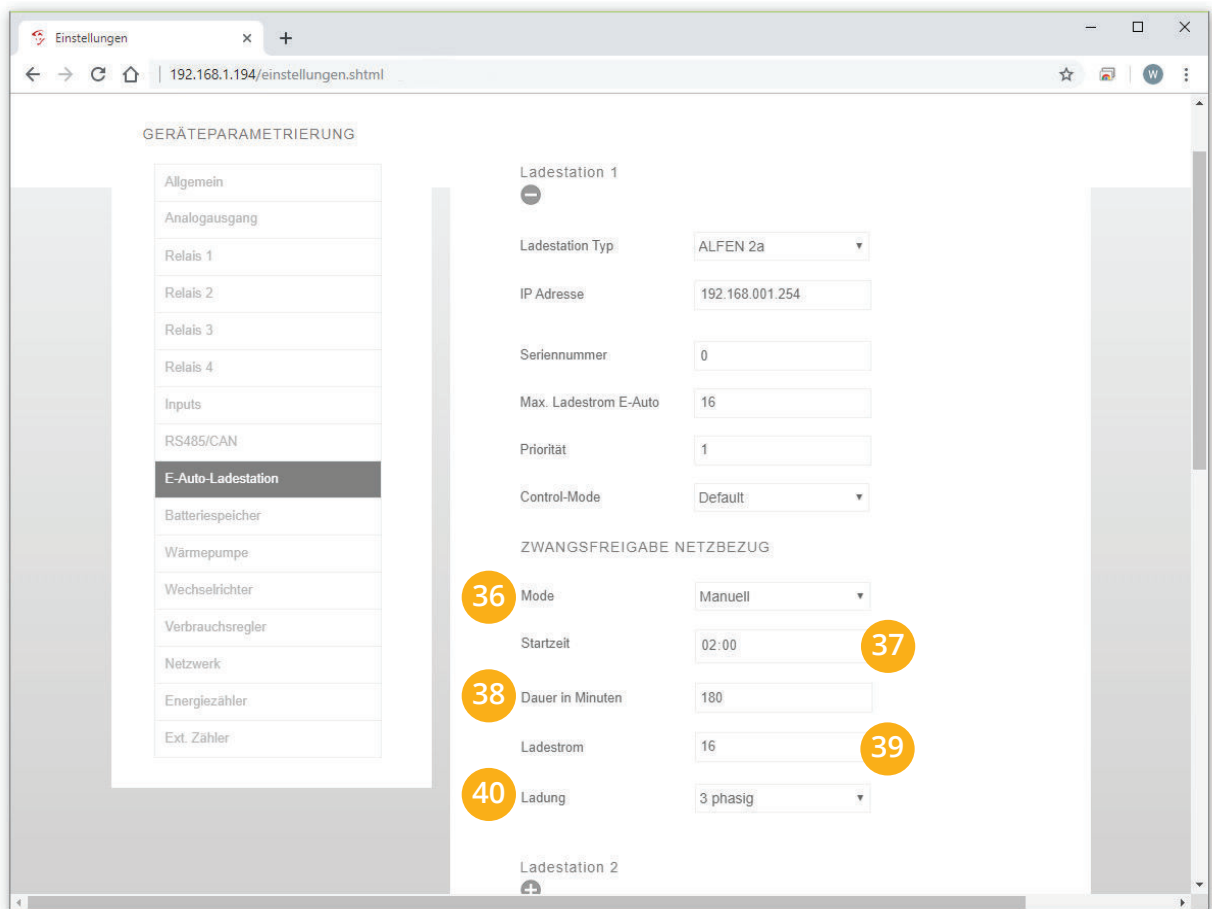 Einstellungen
192.168.1.194/einstellungen.shtml
W
GERÄTEPARAMETRIERUNG
Allgemein
Analogausgang
Relais 1
Relais 2
Relais 3
Relais 4
Inputs
RS485/CAN
E-Auto-Ladestation
Batteriespeicher
Wärmepumpe
Wechselrichter
Verbrauchsregler
Netzwerk
Energiezähler
Ext. Zähler
Ladestation 1
Ladestation Typ ALFEN 2a
IP Adresse 192.168.001.254
Seriennummer 0
Max. Ladestrom E-Auto 16
Priorität 1
Control-Mode Default
ZWANGSFREIGABE NETZBEZUG
36 Mode Manuell
Startzeit 02:00 37
38 Dauer in Minuten 180
Ladestrom 16 39
40 Ladung 3 phasig
Ladestation 2